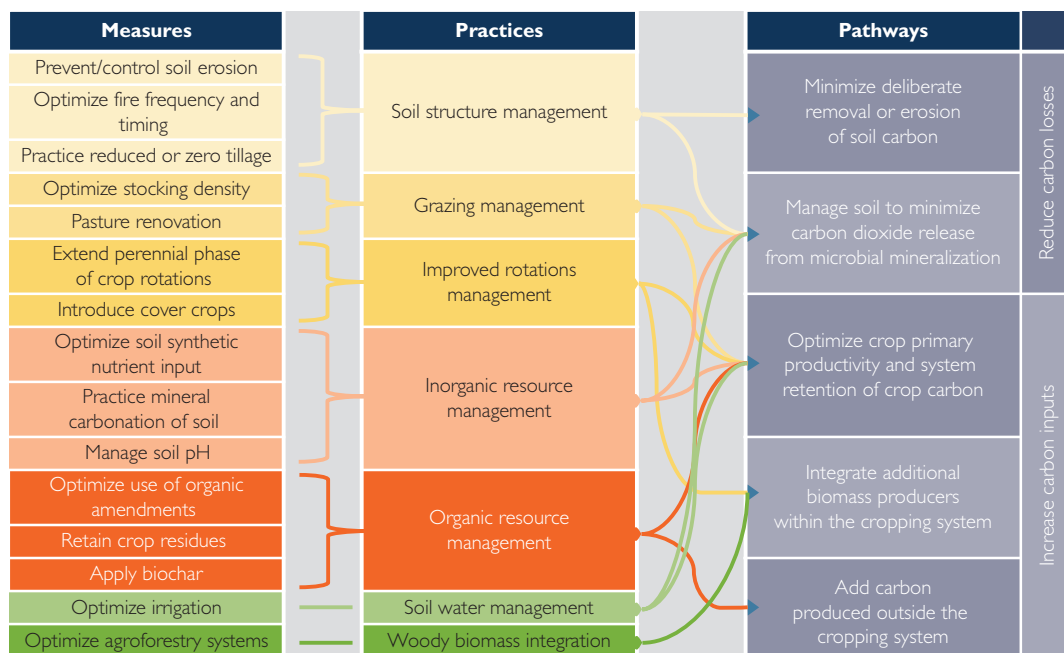 Measures
Practices
Pathways
Prevent/control soil erosion
Optimize fire frequency and
timing
Practice reduced or zero tillage
Optimize stocking density
Pasture renovation
Extend perennial phase
of crop rotations
Introduce cover crops
Optimize soil synthetic
nutrient input
Practice mineral
carbonation of soil
Manage soil pH
Optimize use of organic
amendments
Retain crop residues
Apply biochar
Optimize irrigation
Optimize agroforestry systems
Soil structure management
Grazing management
Improved rotations
management
Inorganic resource
management
Organic resource
management
Soil water management
Woody biomass integration
Minimize deliberate
removal or erosion
of soil carbon
Manage soil to minimize
carbon dioxide release
from microbial mineralization
Optimize crop primary
productivity and system
retention of crop carbon
Integrate additional
biomass producers
within the cropping system
Add carbon
produced outside the
cropping system
Reduce carbon losses
Increase carbon inputs